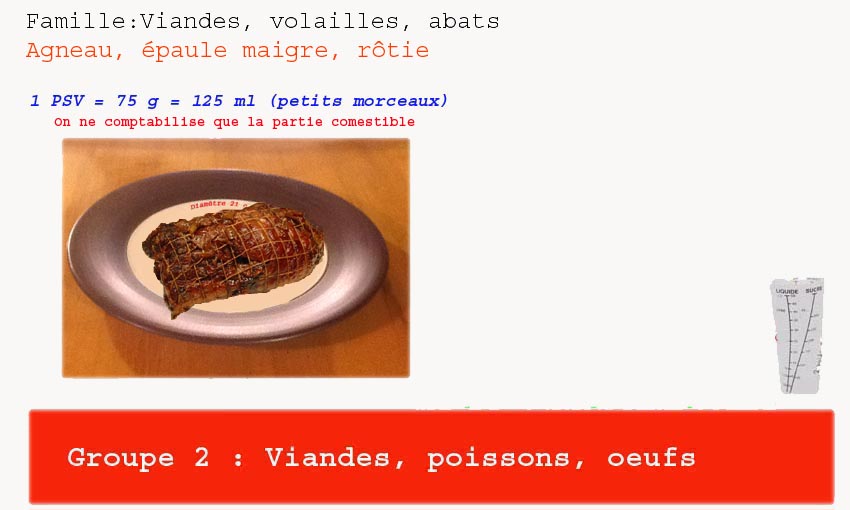 Famille:Viandes, volailles, abats
Agneau, épaule maigre, rôtie
1 PSV = 75 g = 125 ml (petits morceaux)
On ne comptabilise que la partie comestible
Diamètre 21
LIQUIDE SUCRE
Groupe 2 : Viandes, poissons, oeufs